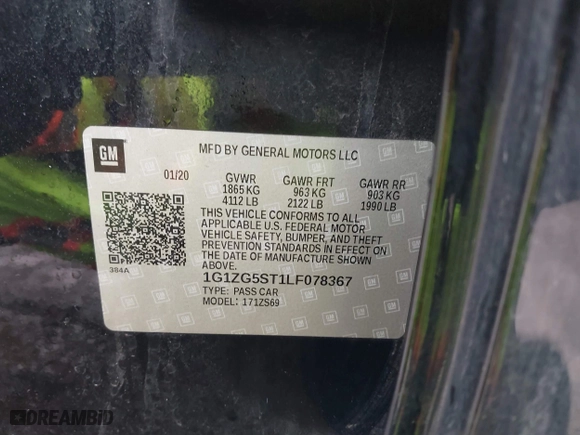 GM
MFD BY GENERAL MOTORS LLC
01/20
GVWR GAWR FRT GAWR RR
1865 KG 963 KG 903 KG
4112 LB 2122 LB 1990 LB
THIS VEHICLE CONFORMS TO ALL
APPLICABLE U.S. FEDERAL MOTOR
VEHICLE SAFETY, BUMPER, AND THEFT
PREVENTION STANDARDS IN EFFECT ON
THE DATE OF MANUFACTURE SHOWN
ABOVE.
384A
1G1ZG5ST1LF078367
TYPE: PASS CAR
MODEL: 171ZS69
DREAMBID